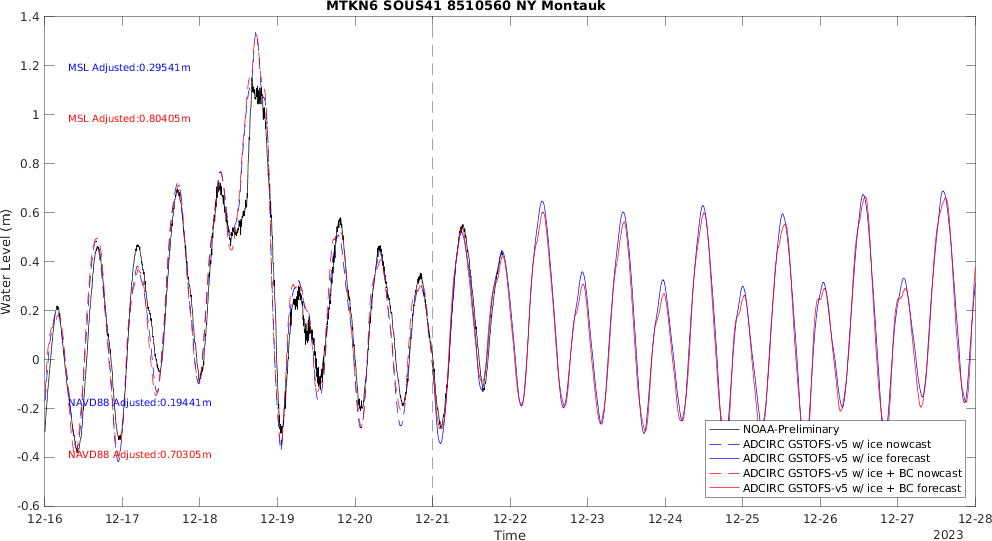 MTKN6 SOUS41 8510560 NY Montauk
Water Level (m)
1.4
1.2
1
0.8
0.6
0.4
0.2
0
-0.2
-0.4
-0.6
MSL Adjusted:0.29541m
MSL Adjusted:0.80405m
NAVD88 Adjusted:0.19441m
NAVD88 Adjusted:0.70305m
NOAA-Preliminary
ADCIRC GSTOFS-v5 w/ ice nowcast
ADCIRC GSTOFS-v5 w/ ice forecast
ADCIRC GSTOFS-v5 w/ ice + BC nowcast
ADCIRC GSTOFS-v5 w/ ice + BC forecast
12-16 12-17 12-18 12-19 12-20 12-21 12-22 12-23 12-24 12-25 12-26 12-27 12-28
Time
2023